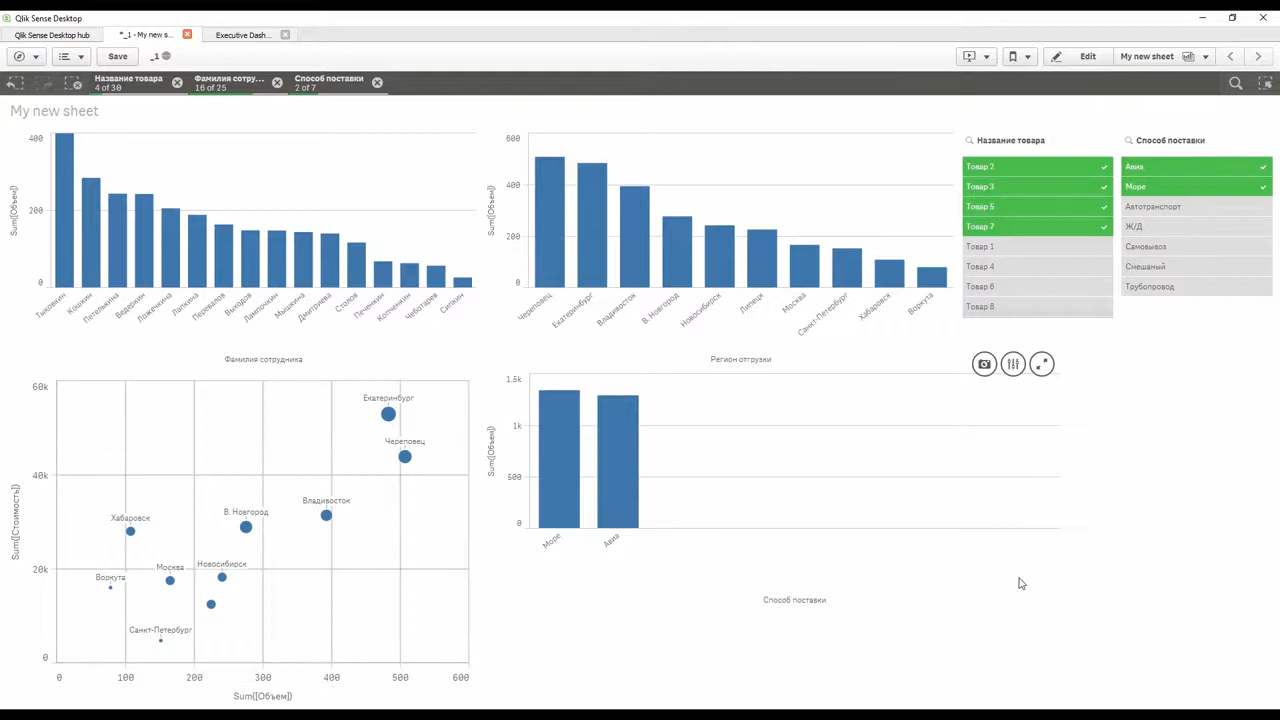 Qlik Sense Desktop
Qlik Sense Desktop hub
*_1 - My new s...
Executive Dash...
Save
_1
Edit
My new sheet
Название товара
4 of 30
Фамилия сотру...
16 of 25
Способ поставки
2 of 7
My new sheet
400
200
0
Sum([Объем])
Тыковкин
Кошкин
Петелькина
Ведеркин
Ложечкина
Лапкина
Перевалов
Выходов
Лампочкин
Дмитриева
Столов
Печенкин
Копченкин
Чеботарев
Сипкин
Фамилия сотрудника
600
400
200
0
Sum([Объем])
Череповец
Екатеринбург
Владивосток
В. Новгород
Новосибирск
Липецк
Москва
Санкт-Петербург
Хабаровск
Воркута
Регион отгрузки
Название товара
Товар 2
Товар 3
Товар 5
Товар 7
Товар 1
Товар 4
Товар 6
Товар 8
Способ поставки
Авиа
Море
Автотранспорт
Ж/Д
Самовывоз
Смешаный
Трубопровод
60k
40k
20k
0
Sum([Стоимость])
Екатеринбург
Череповец
Владивосток
В. Новгород
Хабаровск
Новосибирск
Москва
Воркута
Санкт-Петербург
0
100
200
300
400
500
600
Sum([Объем])
1.5k
1k
500
0
Sum([Объем])
Море
Авиа
Способ поставки